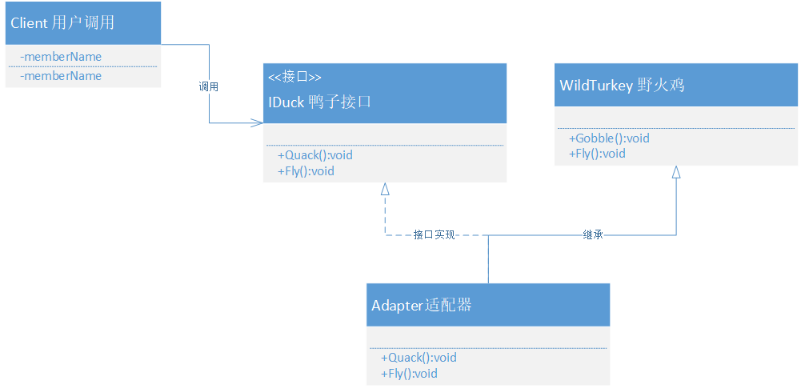 Client 用户调用
-memberName
-memberName
调用
<<接口>>
IDuck 鸭子接口
+Quack():void
+Fly():void
WildTurkey 野火鸡
+Gobble():void
+Fly():void
接口实现
继承
Adapter适配器
+Quack():void
+Fly():void